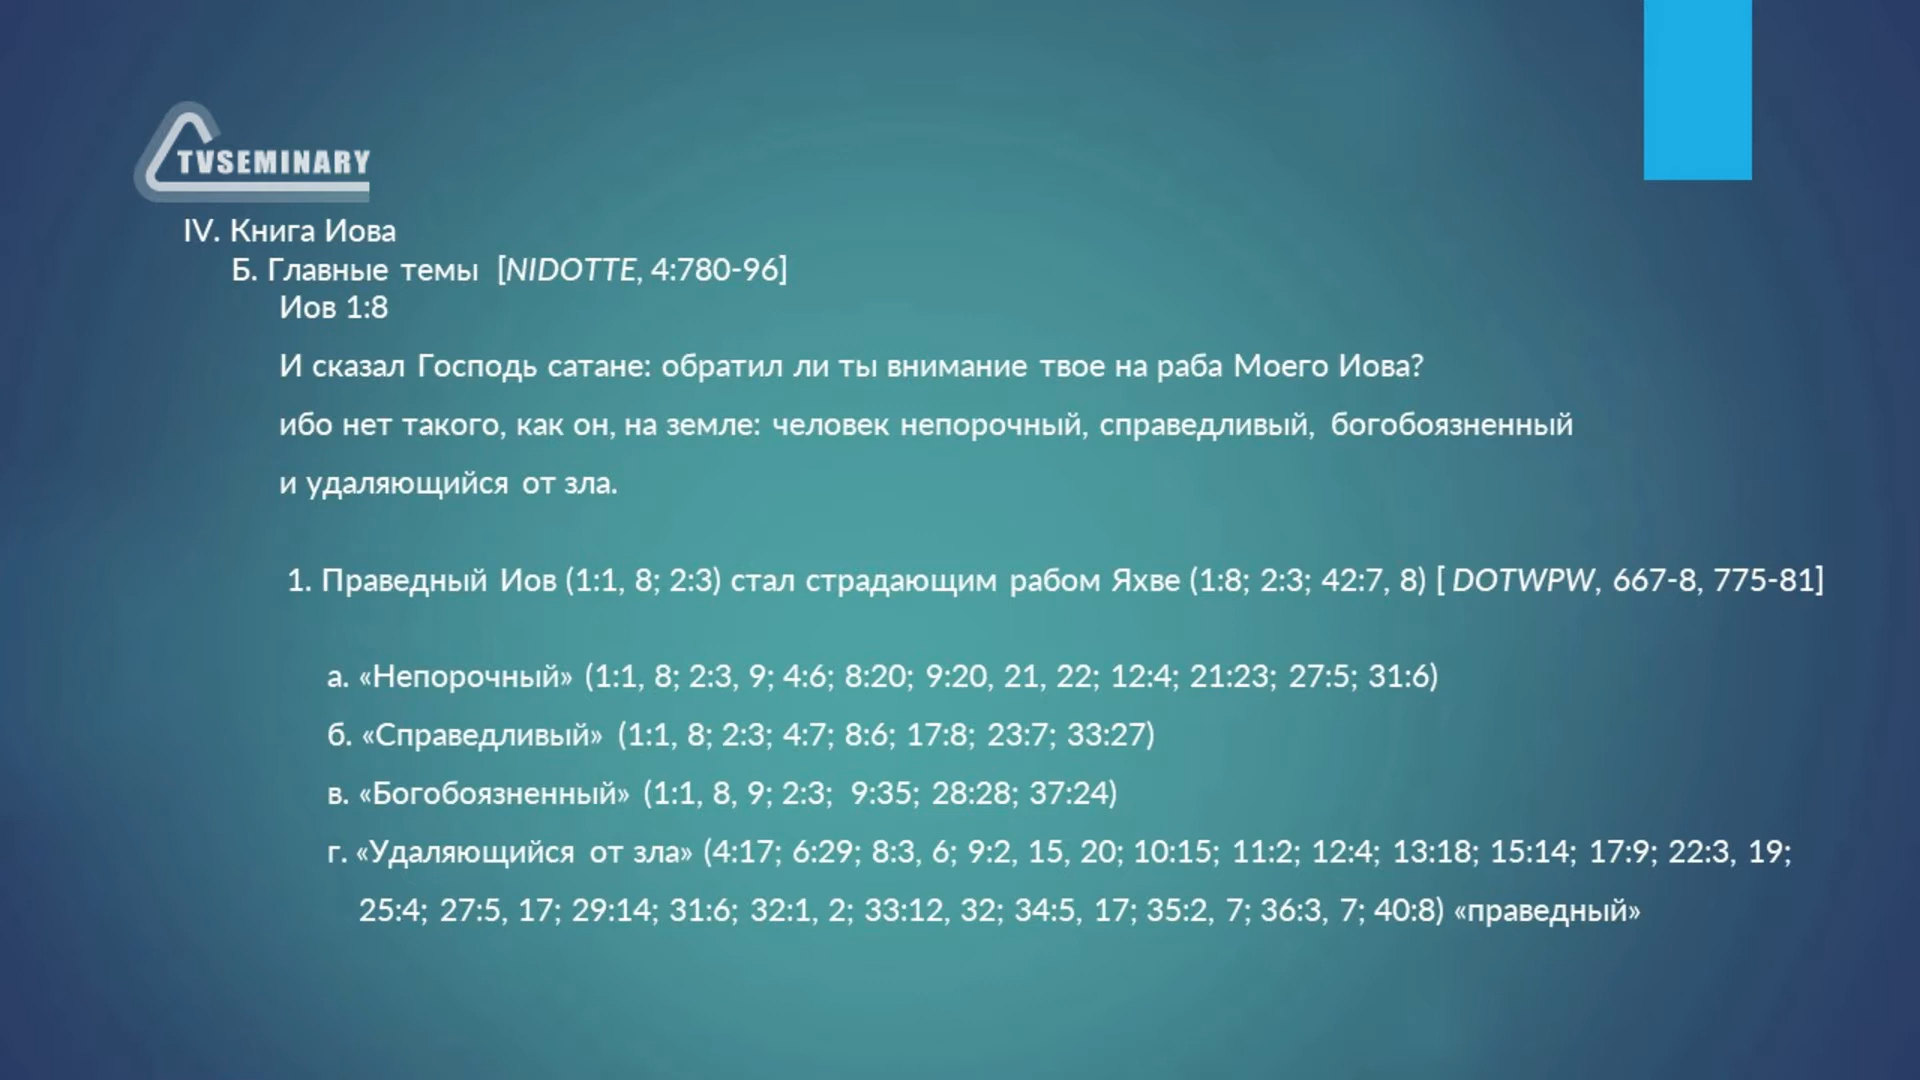 TVSEMINARY
IV. Книга Иова
Б. Главные темы [NIDOTTE, 4:780-96]
Иов 1:8
И сказал Господь сатане: обратил ли ты внимание твое на раба Моего Иова?
ибо нет такого, как он, на земле: человек непорочный, справедливый, богобоязненный
и удаляющийся от зла.
1. Праведный Иов (1:1, 8; 2:3) стал страдающим рабом Яхве (1:8; 2:3; 42:7, 8) [ DOTWPW, 667-8, 775-81]
а. «Непорочный» (1:1, 8; 2:3, 9; 4:6; 8:20; 9:20, 21, 22; 12:4; 21:23; 27:5; 31:6)
б. «Справедливый» (1:1, 8; 2:3; 4:7; 8:6; 17:8; 23:7; 33:27)
в. «Богобоязненный» (1:1, 8, 9; 2:3; 9:35; 28:28; 37:24)
г. «Удаляющийся от зла» (4:17; 6:29; 8:3, 6; 9:2, 15, 20; 10:15; 11:2; 12:4; 13:18; 15:14; 17:9; 22:3, 19;
25:4; 27:5, 17; 29:14; 31:6; 32:1, 2; 33:12, 32; 34:5, 17; 35:2, 7; 36:3, 7; 40:8) «праведный»